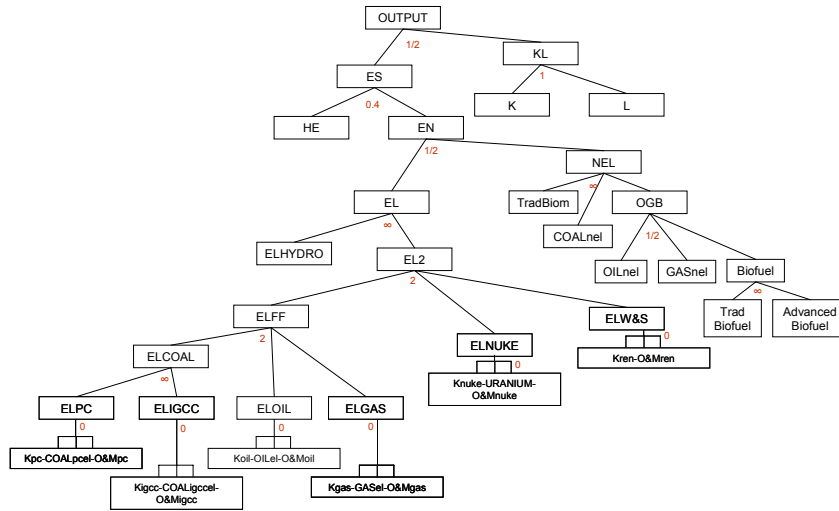 OUTPUT
1/2
KL
ES
1
0.4
K
L
HE
EN
1/2
NEL
∞
EL
TradBiom
OGB
∞
COALnel
1/2
ELHYDRO
EL2
OILnel
GASnel
Biofuel
2
∞
ELFF
ELW&S
Trad
Biofuel
Advanced
Biofuel
2
0
ELCOAL
ELNUKE
Kren-O&Mren
∞
0
Knuke-URANIUM-
O&Mnuke
ELPC
ELIGCC
ELOIL
ELGAS
0
0
0
0
Kpc-COALpcel-O&Mpc
Koil-OILel-O&Moil
Kigcc-COALigccel-
O&Migcc
Kgas-GASel-O&Mgas